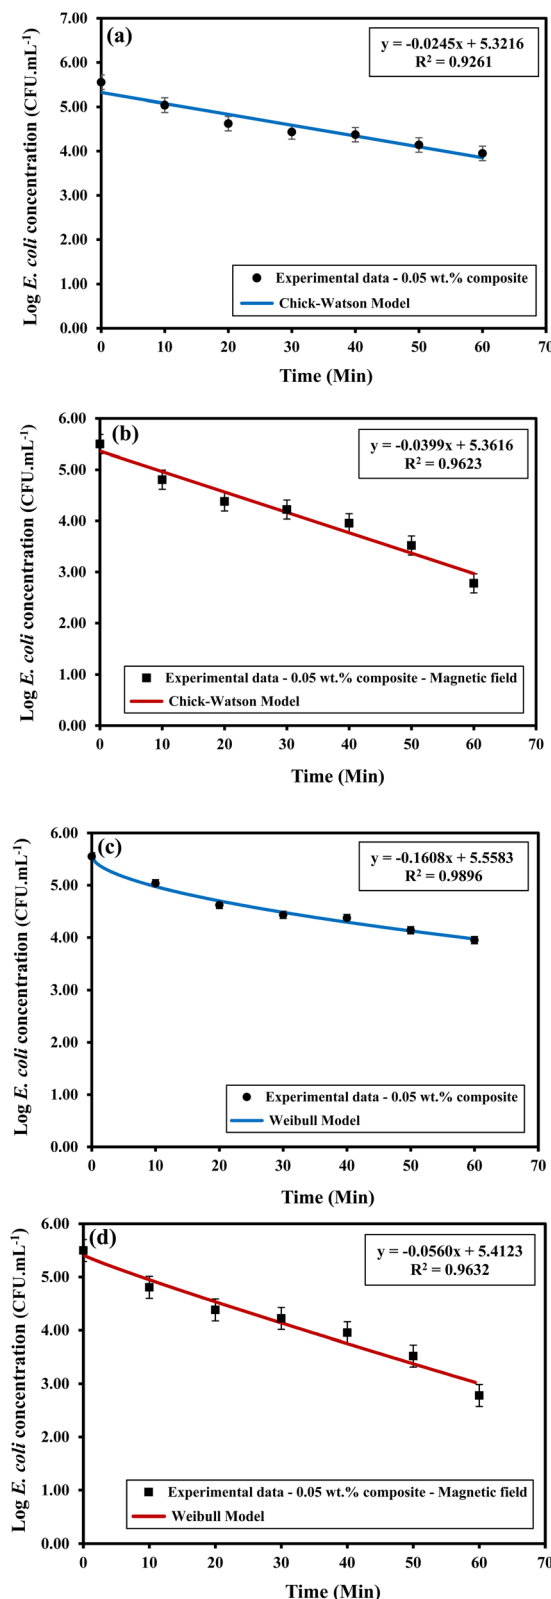 (a)
y = -0.0245x + 5.3216
R² = 0.9261
Log E. coli concentration (CFU.mL⁻¹)
7.00
6.00
5.00
4.00
3.00
2.00
1.00
0.00
Experimental data - 0.05 wt.% composite
Chick-Watson Model
0 10 20 30 40 50 60 70
Time (Min)
(b)
y = -0.0399x + 5.3616
R² = 0.9623
Log E. coli concentration (CFU.mL⁻¹)
6.00
5.00
4.00
3.00
2.00
1.00
0.00
Experimental data - 0.05 wt.% composite - Magnetic field
Chick-Watson Model
0 10 20 30 40 50 60 70
Time (Min)
(c)
y = -0.1608x + 5.5583
R² = 0.9896
Log E. coli concentration (CFU.mL⁻¹)
6.00
5.00
4.00
3.00
2.00
1.00
0.00
Experimental data - 0.05 wt.% composite
Weibull Model
0 10 20 30 40 50 60 70
Time (Min)
(d)
y = -0.0560x + 5.4123
R² = 0.9632
Log E. coli concentration (CFU.mL⁻¹)
6.00
5.00
4.00
3.00
2.00
1.00
0.00
Experimental data - 0.05 wt.% composite - Magnetic field
Weibull Model
0 10 20 30 40 50 60 70
Time (Min)